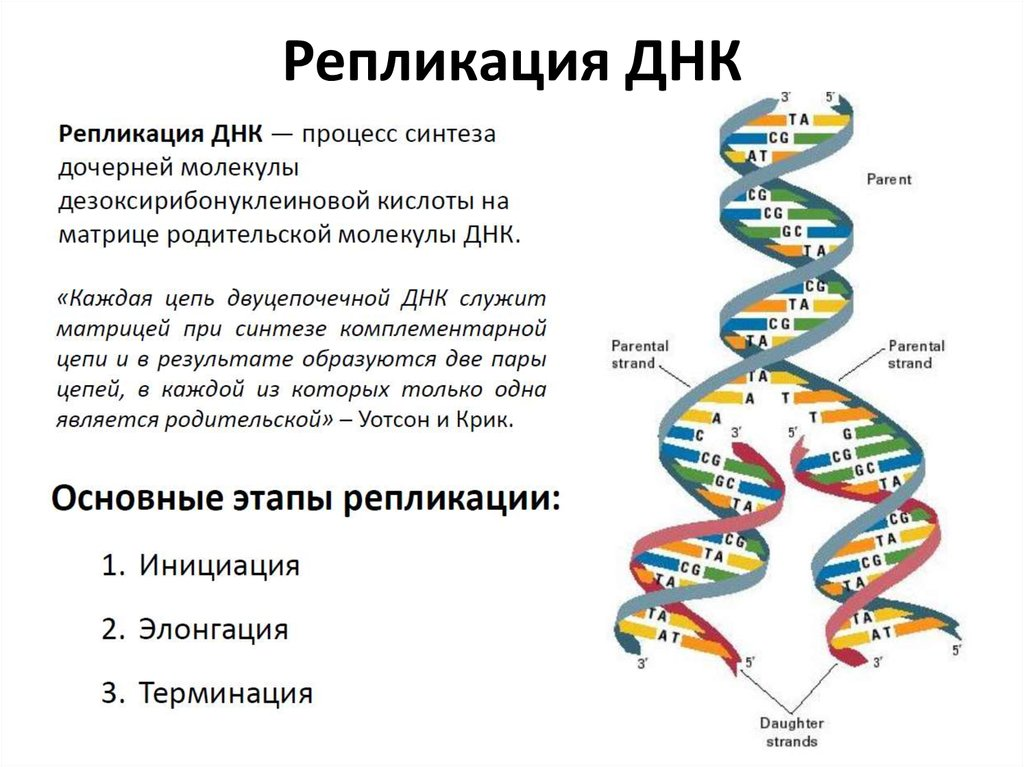 Репликация ДНК
Репликация ДНК — процесс синтеза
дочерней молекулы
дезоксирибонуклеиновой кислоты на
матрице родительской молекулы ДНК.
«Каждая цепь двуцепочечной ДНК служит
матрицей при синтезе комплементарной
цепи и в результате образуются две пары
цепей, в каждой из которых только одна
является родительской» – Уотсон и Крик.
Основные этапы репликации:
1. Инициация
2. Элонгация
3. Терминация
3′ 5′
TA
CG
AT
Parent
CG
CG
GC
TA
CG
TA
CG
TA
Parental
strand
Parental
strand
TA
A T
A T
C 3′ 5′ G
CG CG
GC GC
TA TA
CG CG
TA TA
CG CG
TA TA
TA TA
AT AT
3′ 5′ 3′ 5′
Daughter
strands